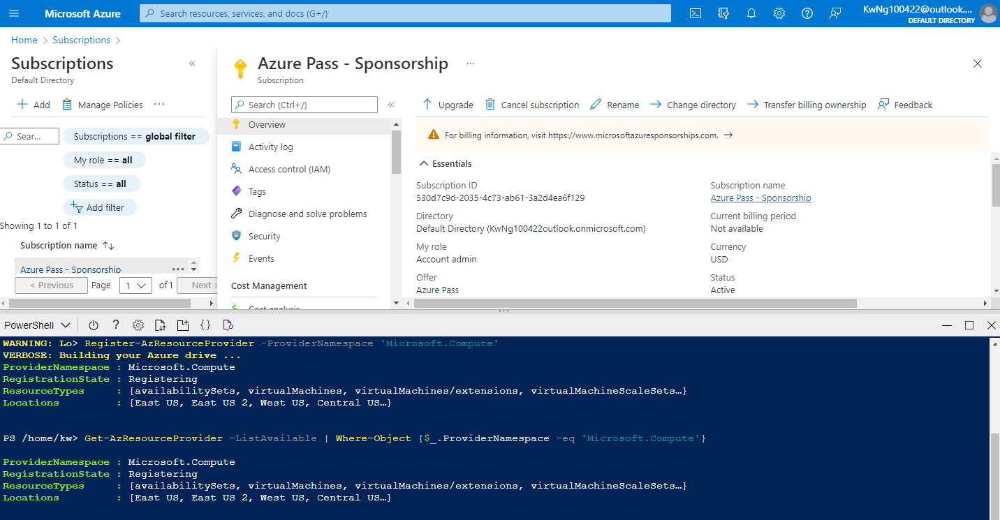 Microsoft Azure
Search resources, services, and docs (G+/)
KwNg100422@outlook....
DEFAULT DIRECTORY
Home > Subscriptions >
Subscriptions
Default Directory
Add
Manage Policies
...
Sear...
Subscriptions == global filter
My role == all
Status == all
Add filter
Showing 1 to 1 of 1
Subscription name ↑↓
Azure Pass - Sponsorship
...
< Previous
Page
1
of 1
Next >
Azure Pass - Sponsorship
...
Subscription
Search (Ctrl+/)
Overview
Activity log
Access control (IAM)
Tags
Diagnose and solve problems
Security
Events
Cost Management
Cost analysis
Upgrade
Cancel subscription
Rename
Change directory
Transfer billing ownership
Feedback
For billing information, visit https://www.microsoftazuresponsorships.com. →
Essentials
Subscription ID
530d7c9d-2035-4c73-ab61-3a2d4ea6f129
Directory
Default Directory (KwNg100422outlook.onmicrosoft.com)
My role
Account admin
Offer
Azure Pass
Subscription name
Azure Pass - Sponsorship
Current billing period
Not available
Currency
USD
Status
Active
PowerShell
?
{}
WARNING: Lo> Register-AzResourceProvider -ProviderNamespace 'Microsoft.Compute'
VERBOSE: Building your Azure drive ...
ProviderNamespace : Microsoft.Compute
RegistrationState : Registering
ResourceTypes : {availabilitySets, virtualMachines, virtualMachines/extensions, virtualMachineScaleSets…}
Locations : {East US, East US 2, West US, Central US…}
PS /home/kw> Get-AzResourceProvider -ListAvailable | Where-Object {$_.ProviderNamespace -eq 'Microsoft.Compute'}
ProviderNamespace : Microsoft.Compute
RegistrationState : Registering
ResourceTypes : {availabilitySets, virtualMachines, virtualMachines/extensions, virtualMachineScaleSets…}
Locations : {East US, East US 2, West US, Central US…}